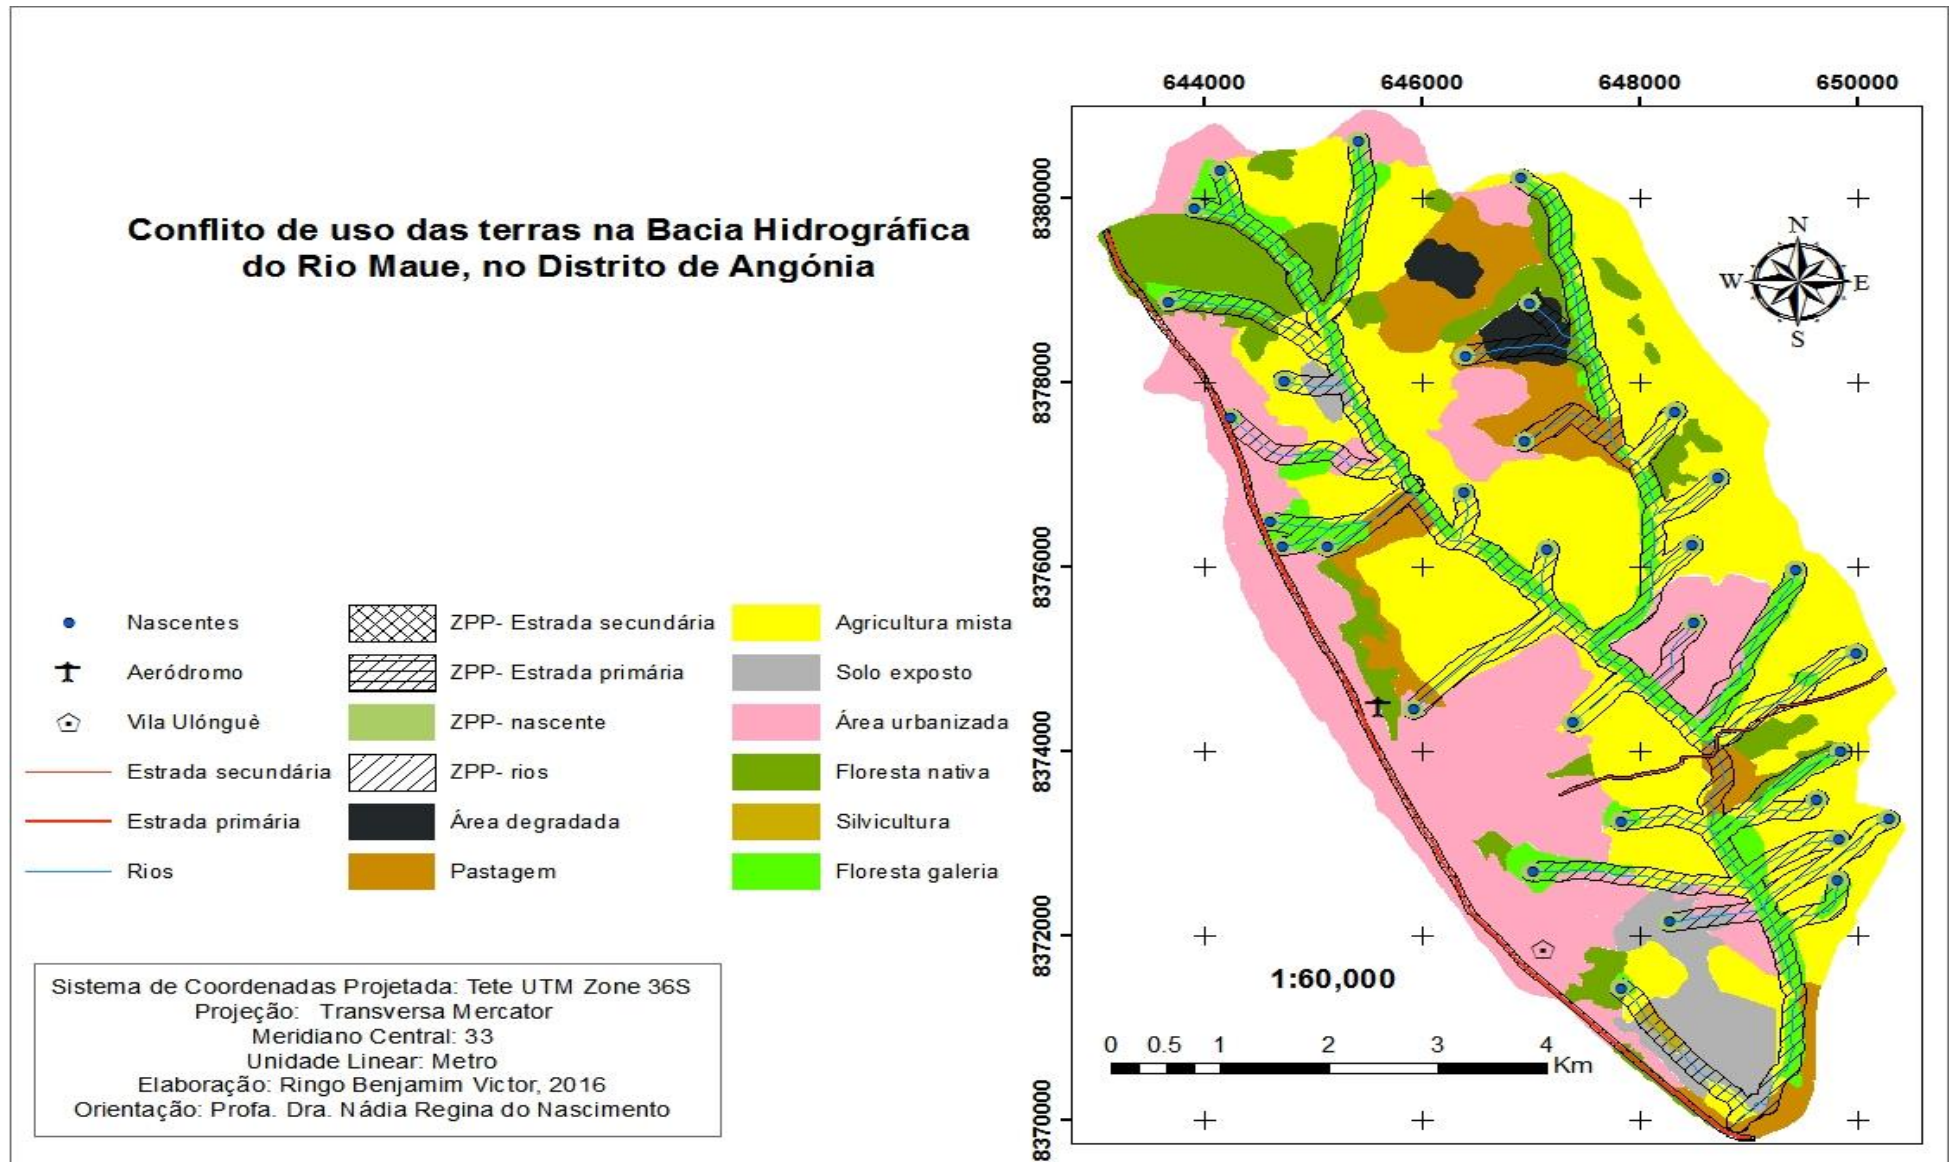 Conflito de uso das terras na Bacia Hidrográfica
do Rio Maue, no Distrito de Angónia
644000 646000 648000 650000
8380000
8378000
8376000
8374000
8372000
8370000
N
W E
S
Nascentes
Aeródromo
Vila Ulónguè
Estrada secundária
Estrada primária
Rios
ZPP- Estrada secundária
ZPP- Estrada primária
ZPP- nascente
ZPP- rios
Área degradada
Pastagem
Agricultura mista
Solo exposto
Área urbanizada
Floresta nativa
Silvicultura
Floresta galeria
Sistema de Coordenadas Projetada: Tete UTM Zone 36S
Projeção: Transversa Mercator
Meridiano Central: 33
Unidade Linear: Metro
Elaboração: Ringo Benjamim Victor, 2016
Orientação: Profa. Dra. Nádia Regina do Nascimento
1:60,000
0 0.5 1 2 3 4
Km